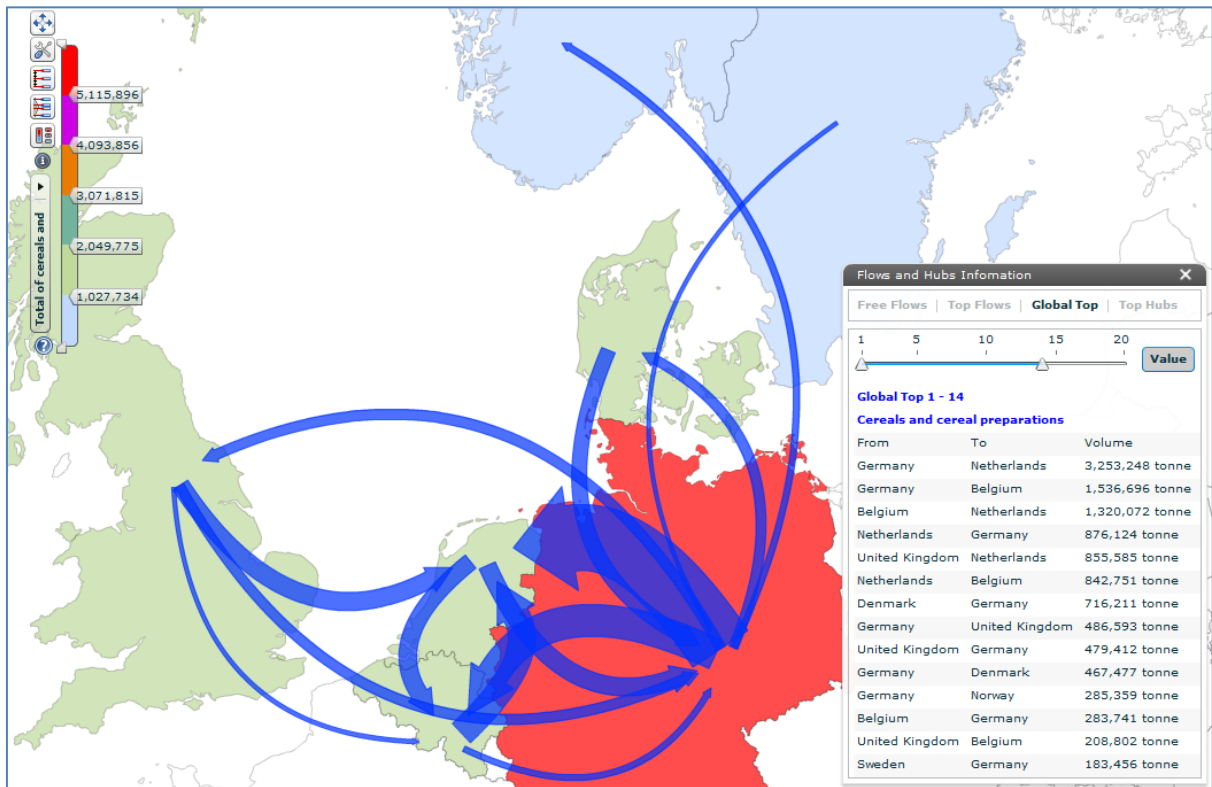 5,115,896
4,093,856
3,071,815
2,049,775
1,027,734
Total of cereals and
i
?
Flows and Hubs Infomation X
Free Flows | Top Flows | Global Top | Top Hubs
1 5 10 15 20
Value
Global Top 1 - 14
Cereals and cereal preparations
From To Volume
Germany Netherlands 3,253,248 tonne
Germany Belgium 1,536,696 tonne
Belgium Netherlands 1,320,072 tonne
Netherlands Germany 876,124 tonne
United Kingdom Netherlands 855,585 tonne
Netherlands Belgium 842,751 tonne
Denmark Germany 716,211 tonne
Germany United Kingdom 486,593 tonne
United Kingdom Germany 479,412 tonne
Germany Denmark 467,477 tonne
Germany Norway 285,359 tonne
Belgium Germany 283,741 tonne
United Kingdom Belgium 208,802 tonne
Sweden Germany 183,456 tonne